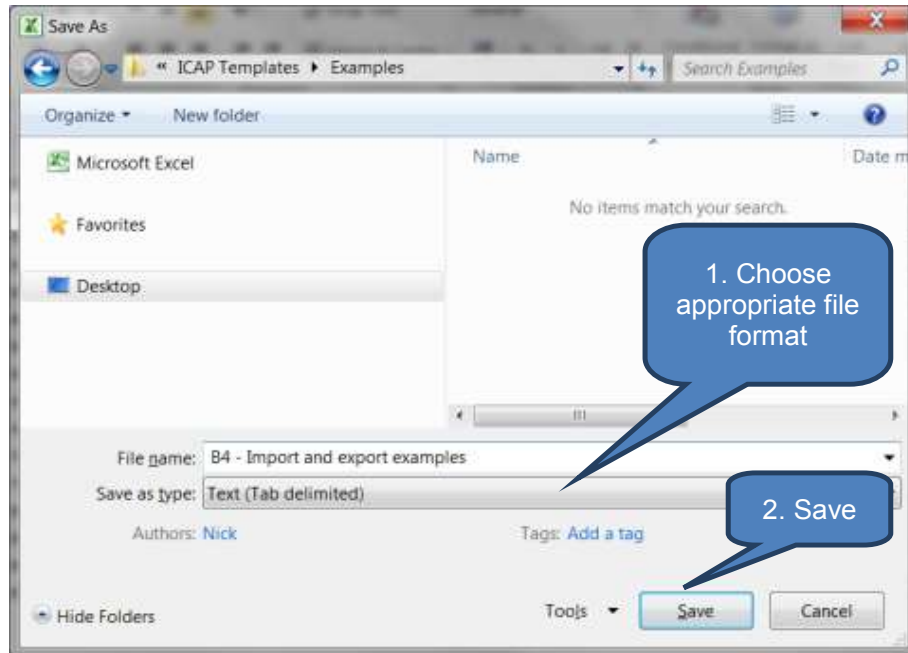 Save As
« ICAP Templates ▸ Examples
Search Examples
Organize
New folder
Microsoft Excel
Name
Date m
No items match your search.
Favorites
Desktop
1. Choose
appropriate file
format
File name: B4 - Import and export examples
Save as type: Text (Tab delimited)
2. Save
Authors: Nick
Tags: Add a tag
Hide Folders
Tools
Save
Cancel